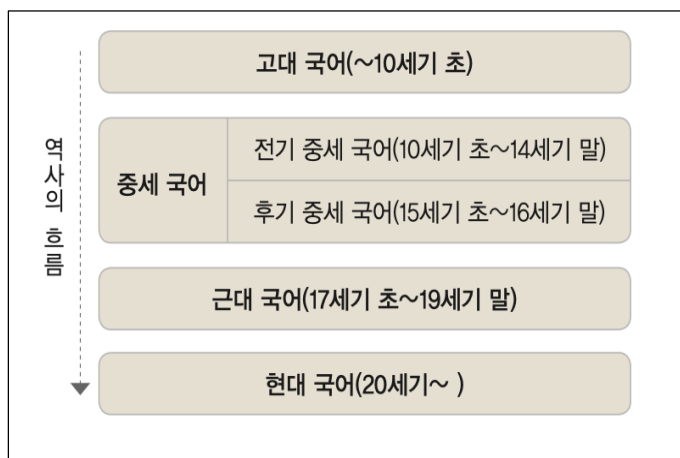 고대 국어(~10세기 초)
역사의 흐름
중세 국어
전기 중세 국어(10세기 초~14세기 말)
후기 중세 국어(15세기 초~16세기 말)
근대 국어(17세기 초~19세기 말)
현대 국어(20세기~ )